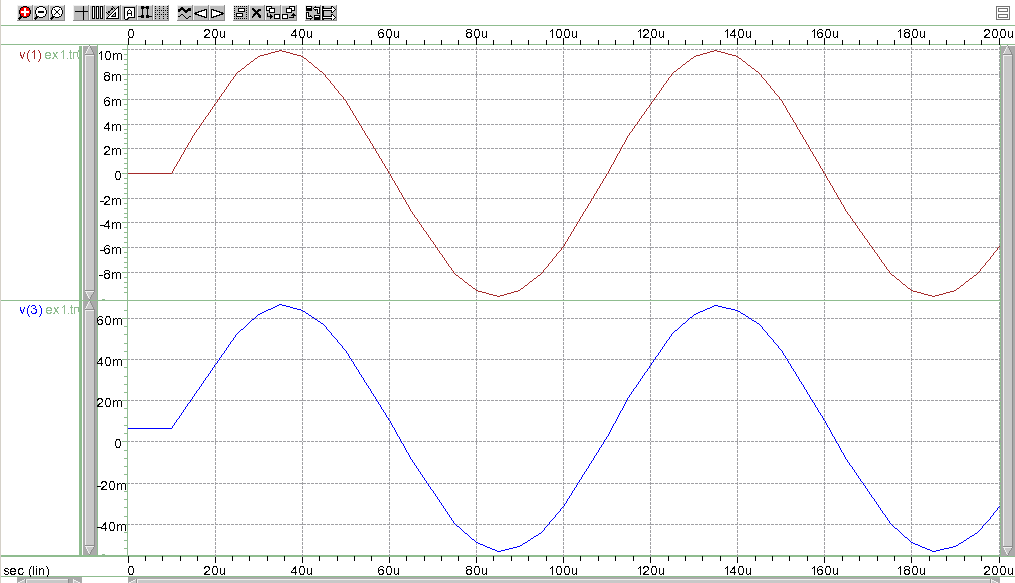 0 20u 40u 60u 80u 100u 120u 140u 160u 180u 200u
v(1) ex1.tr
10m
8m
6m
4m
2m
0
-2m
-4m
-6m
-8m
v(3) ex1.tr
60m
40m
20m
0
-20m
-40m
sec (lin) 0 20u 40u 60u 80u 100u 120u 140u 160u 180u 200u